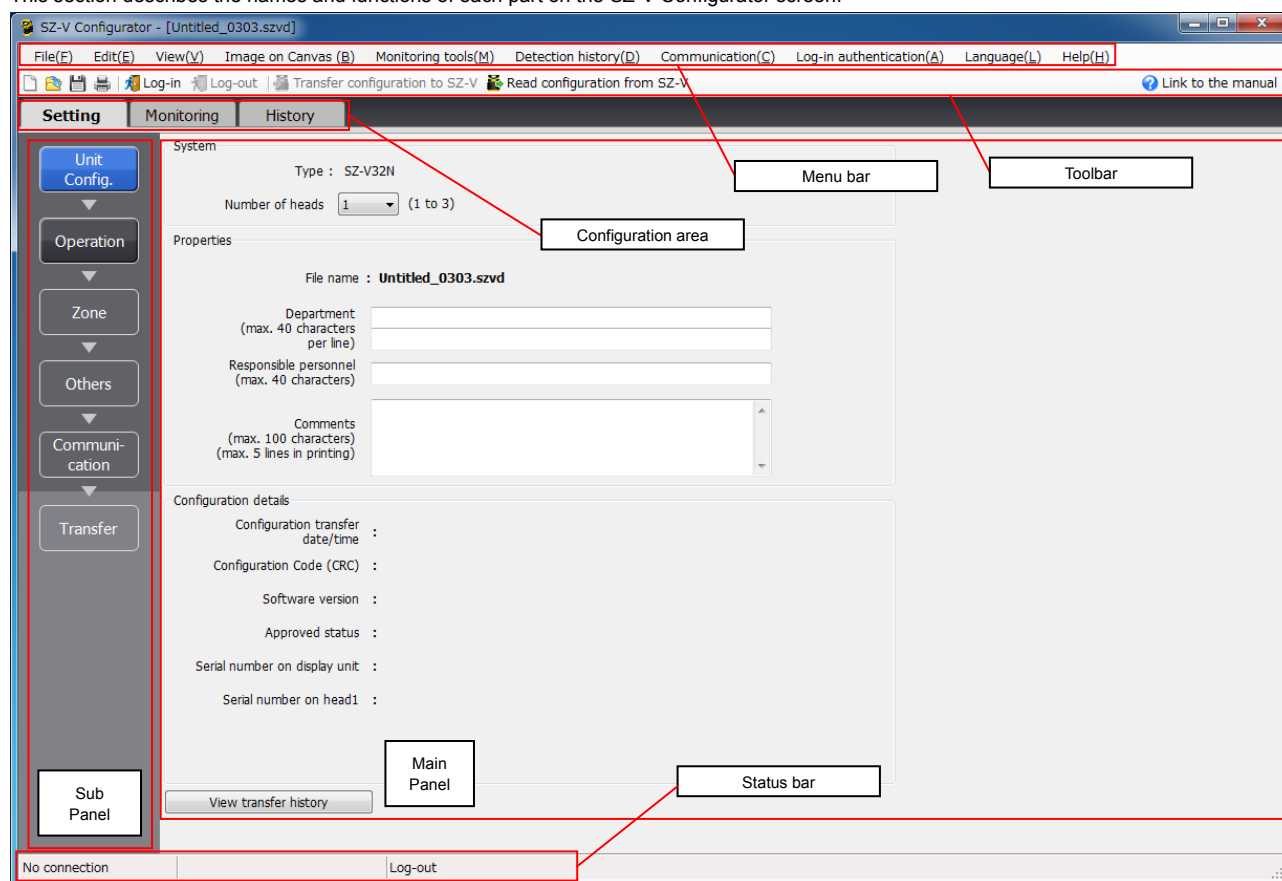 This section describes the names and functions of each part on the SZ-V Configurator screen.
SZ-V Configurator - [Untitled_0303.szvd]
File(F) Edit(E) View(V) Image on Canvas (B) Monitoring tools(M) Detection history(D) Communication(C) Log-in authentication(A) Language(L) Help(H)
Log-in Log-out Transfer configuration to SZ-V Read configuration from SZ-V Link to the manual
Setting Monitoring History
Unit
Config.
Operation
Zone
Others
Communi-
cation
Transfer
Sub
Panel
System
Type : SZ-V32N
Number of heads 1 (1 to 3)
Menu bar
Toolbar
Configuration area
Properties
File name : Untitled_0303.szvd
Department
(max. 40 characters
per line)
Responsible personnel
(max. 40 characters)
Comments
(max. 100 characters)
(max. 5 lines in printing)
Configuration details
Configuration transfer
date/time :
Configuration Code (CRC) :
Software version :
Approved status :
Serial number on display unit :
Serial number on head1 :
Main
Panel
Status bar
View transfer history
No connection Log-out